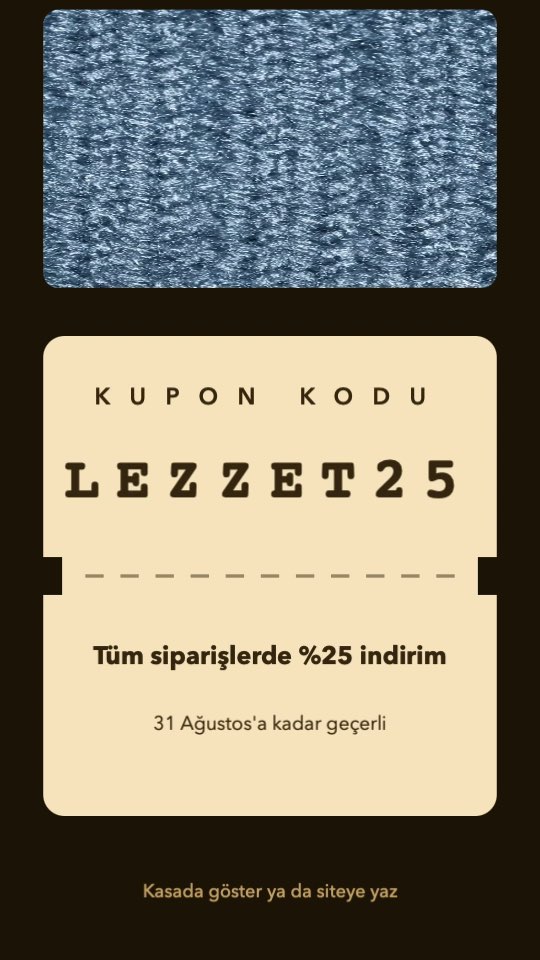 KUPON KODU
LEZZET25
Tüm siparişlerde %25 indirim
31 Ağustos'a kadar geçerli
Kasada göster ya da siteye yaz